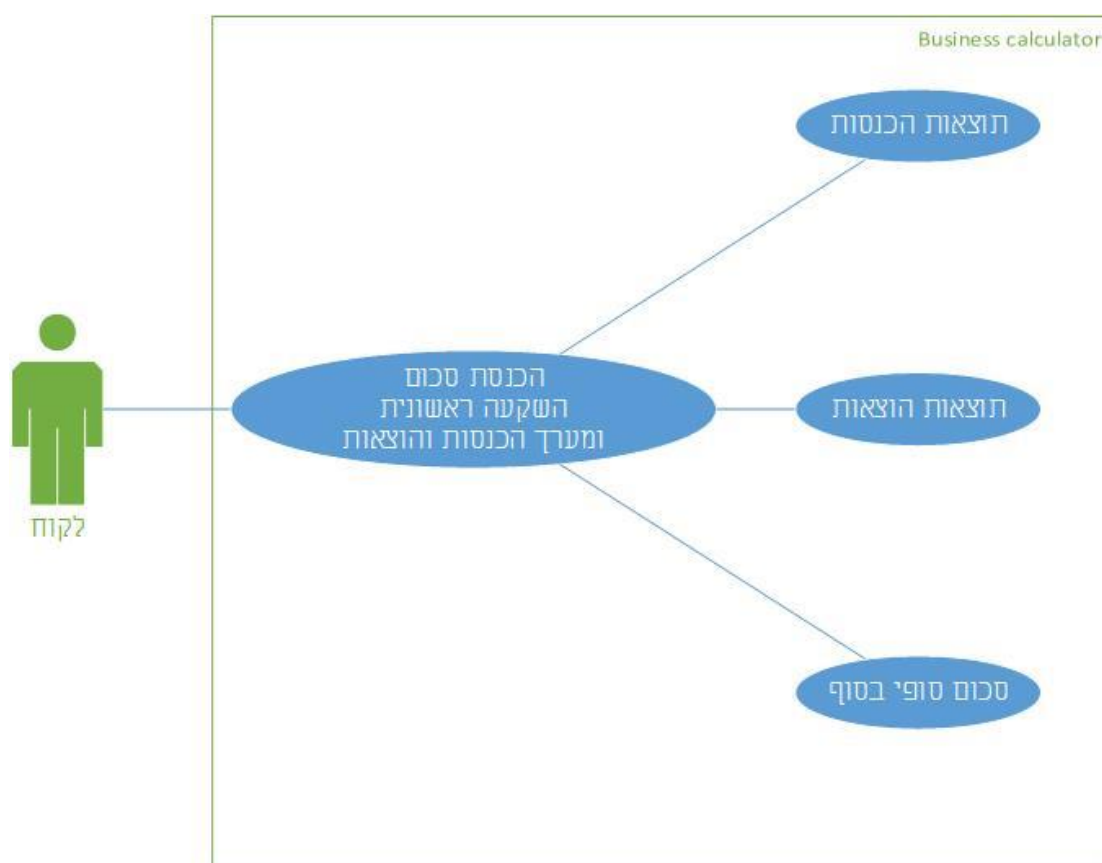 Business calculator
תוצאות הכנסות
הכנסת סכום
השקעה ראשונית
ומערך הכנסות והוצאות
תוצאות הוצאות
לקוח
סכום סופי בסוף